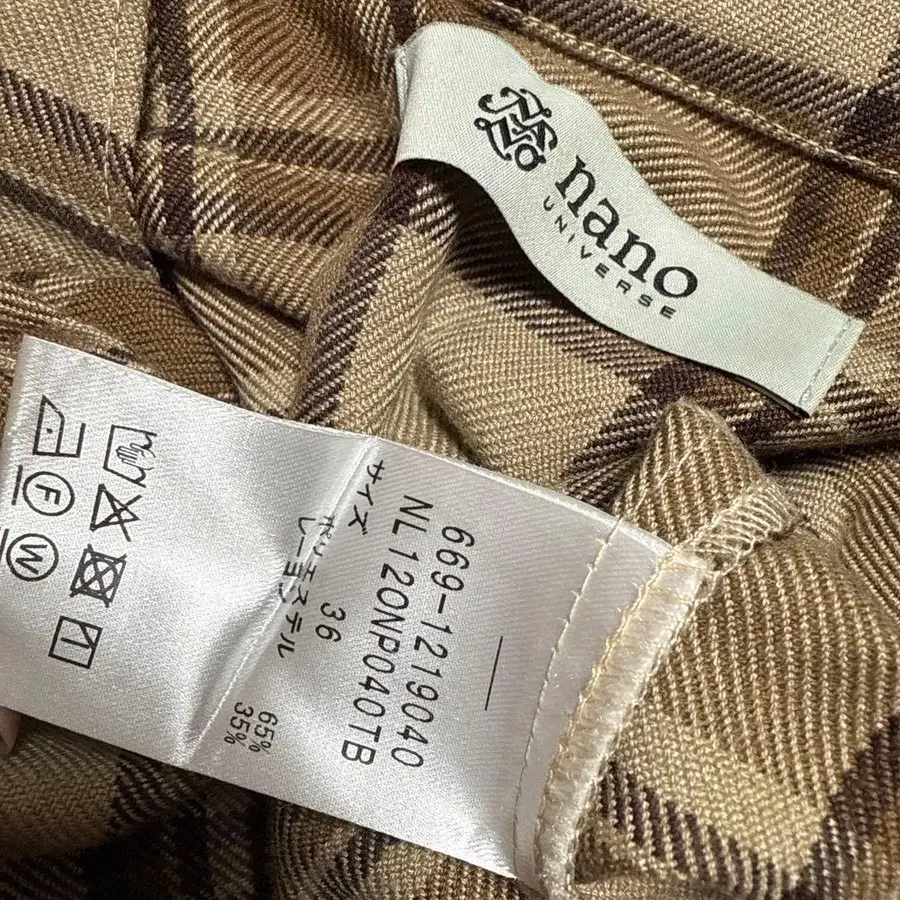 nano
UNIVERSE
669-1219040
NL12ONP040TB
サイズ 36
ポリエステル 65%
レーヨン 35%
F
W